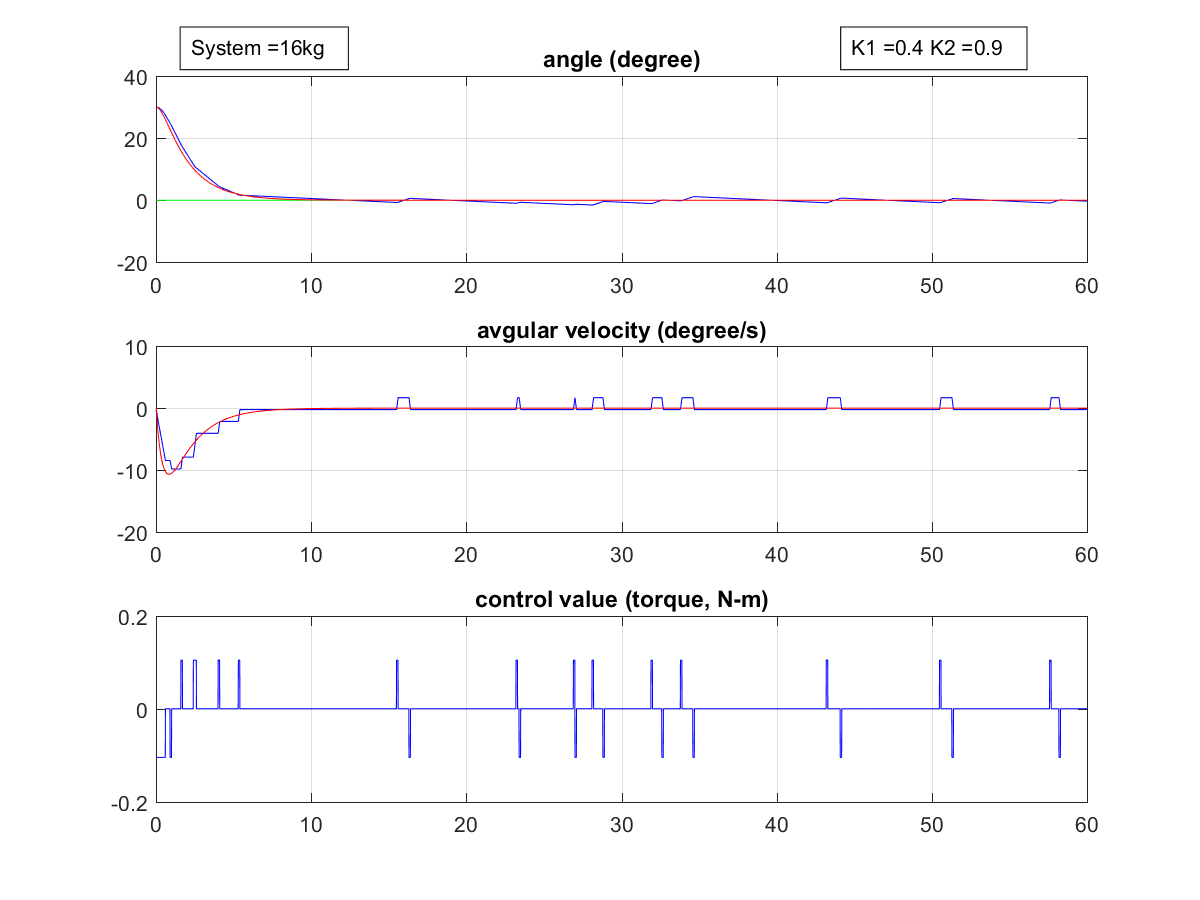 System =16kg
K1 =0.4 K2 =0.9
angle (degree)
40
20
0
-20
0 10 20 30 40 50 60
avgular velocity (degree/s)
10
0
-10
-20
0 10 20 30 40 50 60
control value (torque, N-m)
0.2
0
-0.2
0 10 20 30 40 50 60